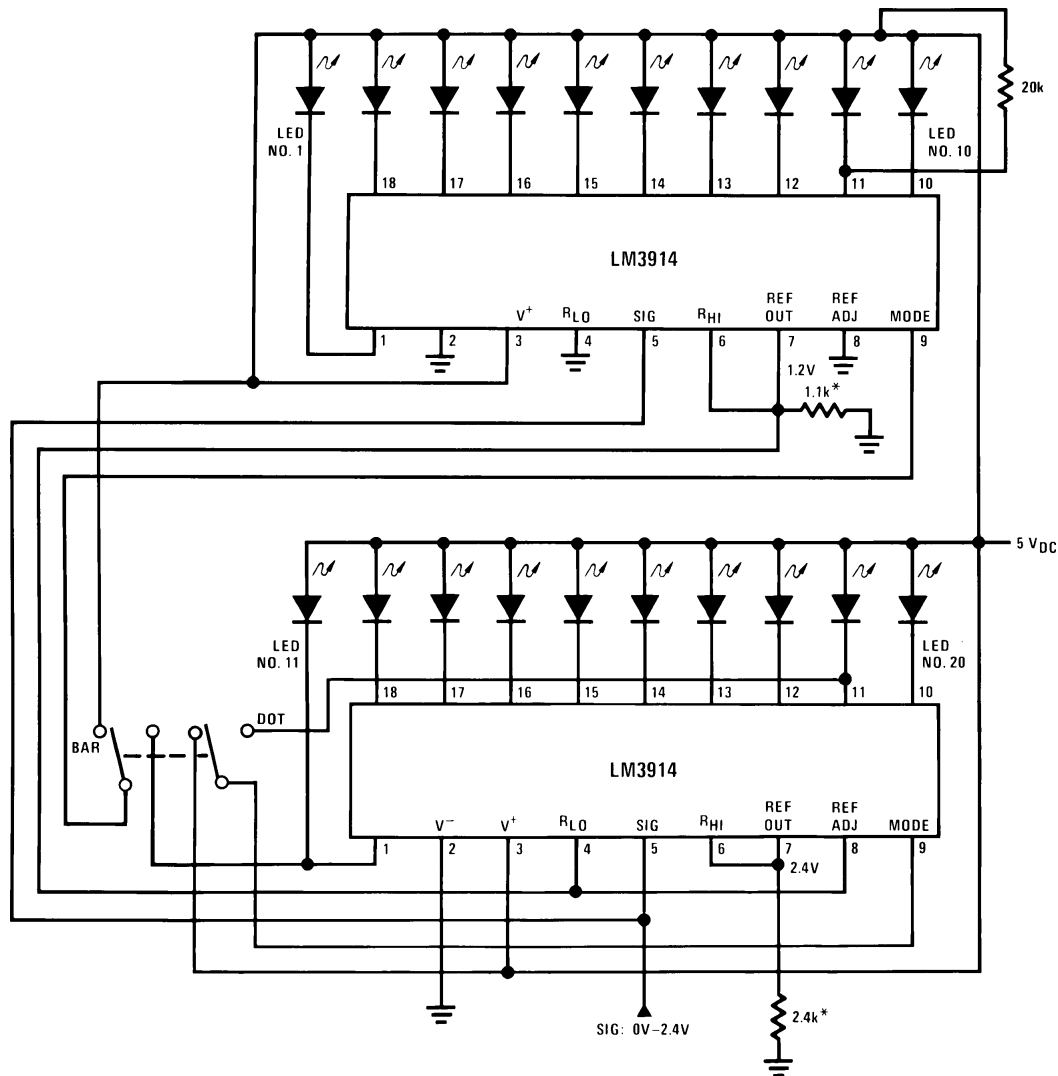 20k
LED
NO. 1
LED
NO. 10
18 17 16 15 14 13 12 11 10
LM3914
V+ RLO SIG RHI REF OUT REF ADJ MODE
1 2 3 4 5 6 7 8 9
1.2V
1.1k*
5 VDC
LED
NO. 11
LED
NO. 20
18 17 16 15 14 13 12 11 10
DOT
BAR
LM3914
V− V+ RLO SIG RHI REF OUT REF ADJ MODE
1 2 3 4 5 6 7 8 9
2.4V
2.4k*
SIG: 0V–2.4V